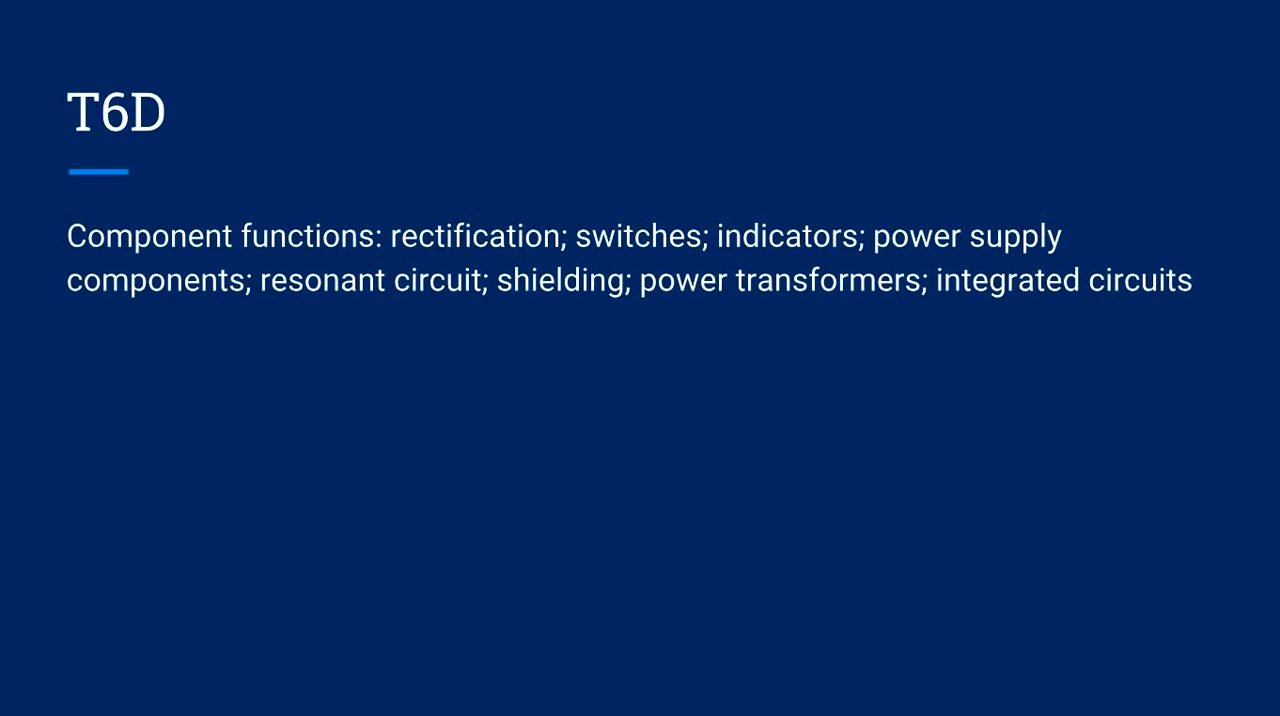 T6D
Component functions: rectification; switches; indicators; power supply
components; resonant circuit; shielding; power transformers; integrated circuits